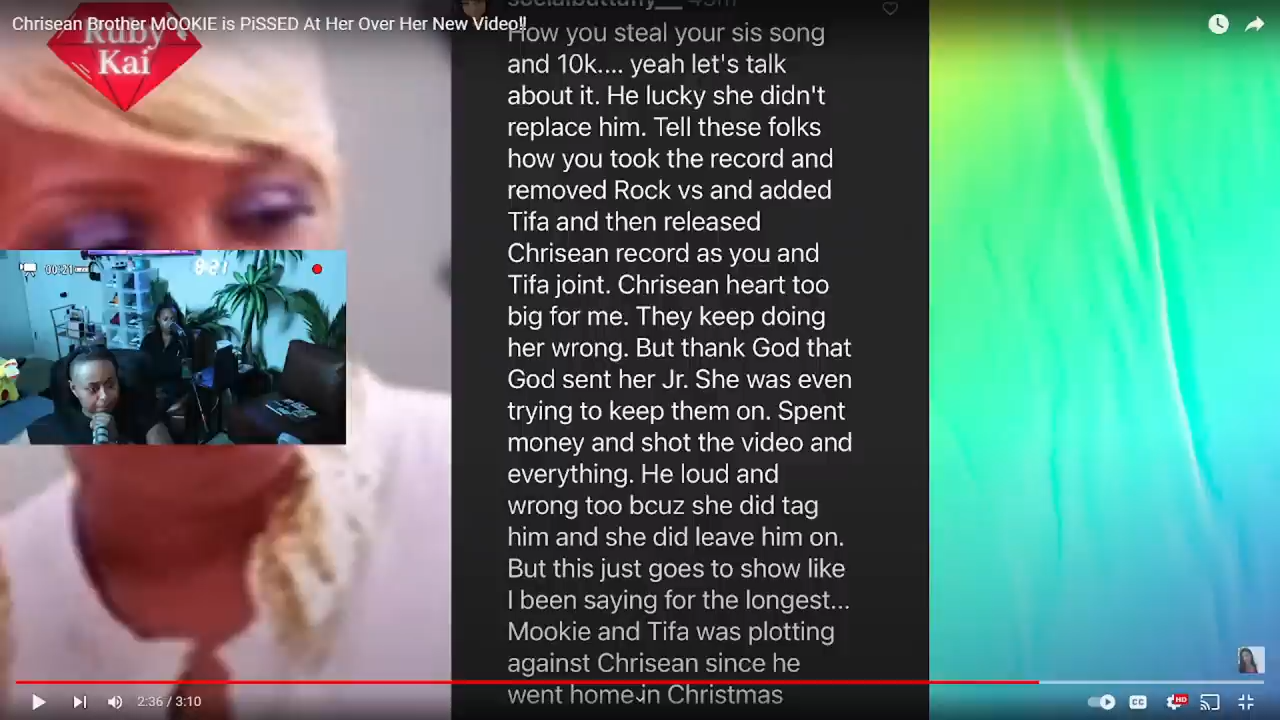 Chrisean Brother MOOKIE is PiSSED At Her Over Her New Video‼
Ruby
Kai
socialbuttuny__ 45m
How you steal your sis song
and 10k.... yeah let's talk
about it. He lucky she didn't
replace him. Tell these folks
how you took the record and
removed Rock vs and added
Tifa and then released
Chrisean record as you and
Tifa joint. Chrisean heart too
big for me. They keep doing
her wrong. But thank God that
God sent her Jr. She was even
trying to keep them on. Spent
money and shot the video and
everything. He loud and
wrong too bcuz she did tag
him and she did leave him on.
But this just goes to show like
I been saying for the longest...
Mookie and Tifa was plotting
against Chrisean since he
went home in Christmas
8:21
2:36 / 3:10
CC
HD